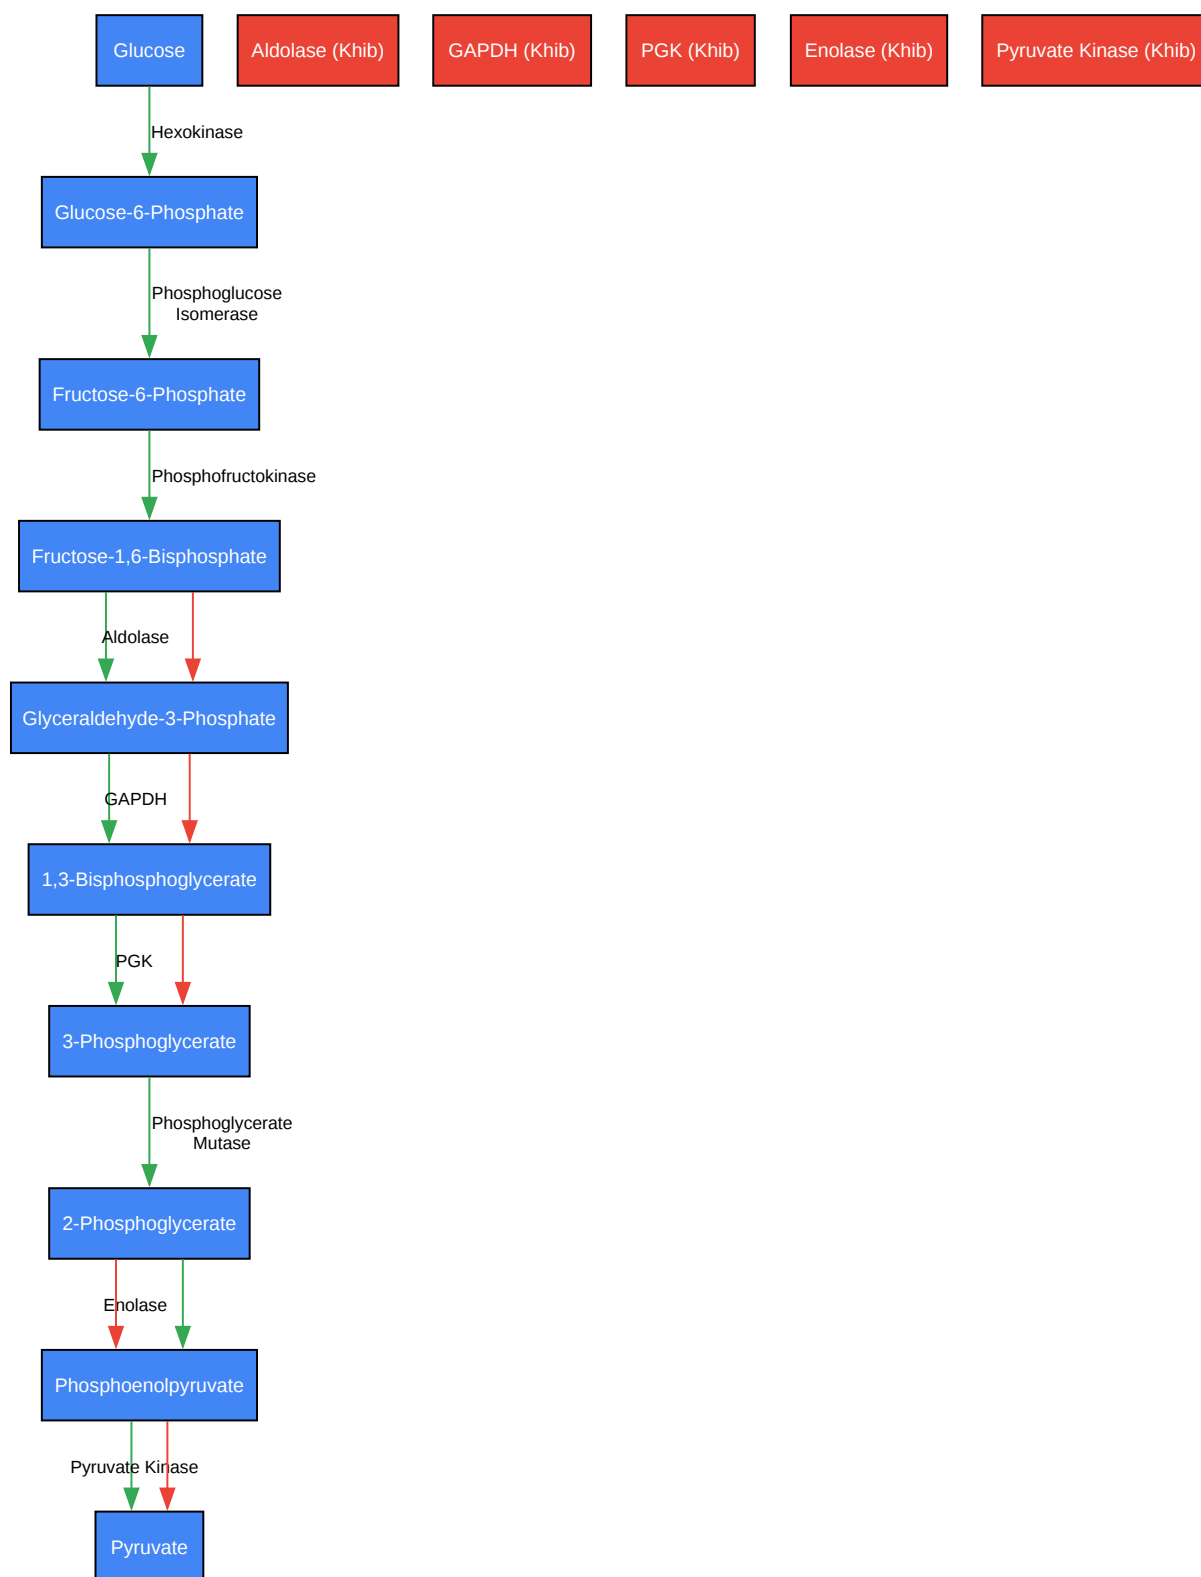 Glucose
Aldolase (Khib)
GAPDH (Khib)
PGK (Khib)
Enolase (Khib)
Pyruvate Kinase (Khib)
Hexokinase
Glucose-6-Phosphate
Phosphoglucose
Isomerase
Fructose-6-Phosphate
Phosphofructokinase
Fructose-1,6-Bisphosphate
Aldolase
Glyceraldehyde-3-Phosphate
GAPDH
1,3-Bisphosphoglycerate
PGK
3-Phosphoglycerate
Phosphoglycerate
Mutase
2-Phosphoglycerate
Enolase
Phosphoenolpyruvate
Pyruvate Kinase
Pyruvate